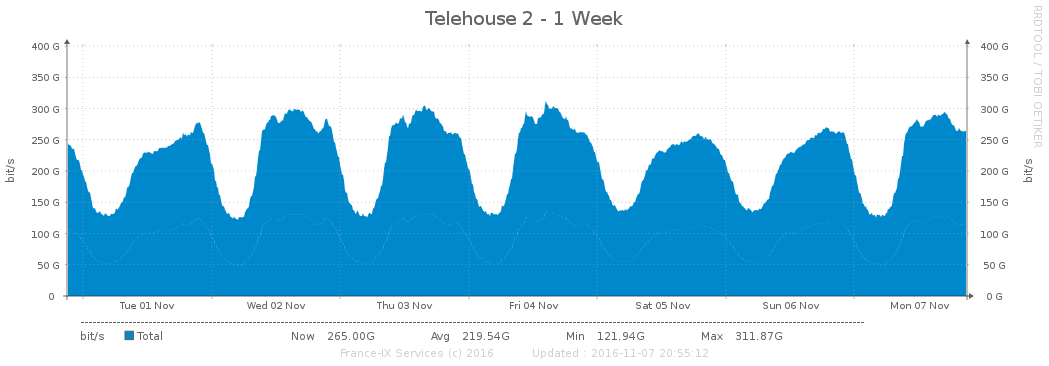 Telehouse 2 - 1 Week
RRDTOOL / TOBI OETIKER
bit/s
400 G 400 G
350 G 350 G
300 G 300 G
250 G 250 G
200 G 200 G
150 G 150 G
100 G 100 G
50 G 50 G
0 0 G
bit/s
Tue 01 Nov Wed 02 Nov Thu 03 Nov Fri 04 Nov Sat 05 Nov Sun 06 Nov Mon 07 Nov
bit/s Total Now 265.00G Avg 219.54G Min 121.94G Max 311.87G
France-IX Services (c) 2016 Updated : 2016-11-07 20:55:12